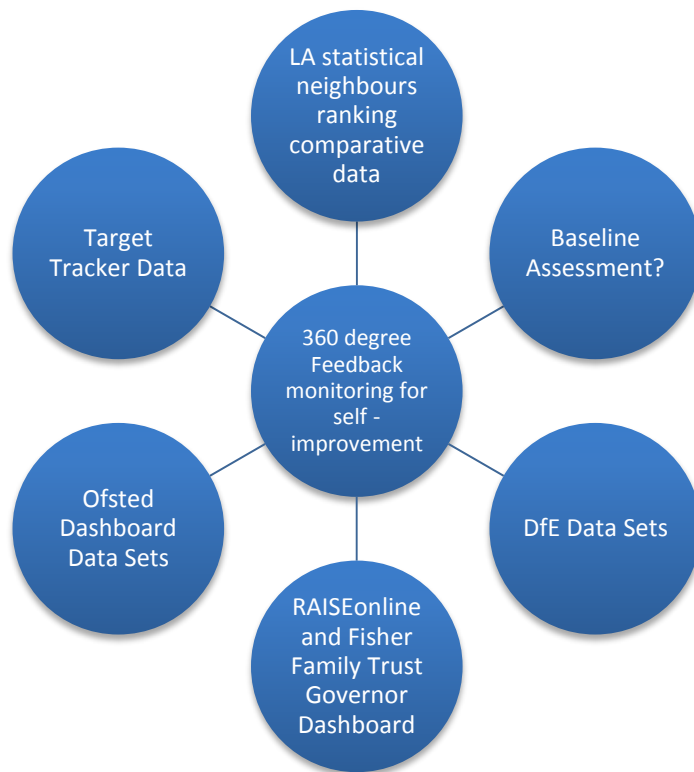 LA statistical
neighbours
ranking
comparative
data
Target
Tracker Data
Baseline
Assessment?
360 degree
Feedback
monitoring for
self -
improvement
Ofsted
Dashboard
Data Sets
DfE Data Sets
RAISEonline
and Fisher
Family Trust
Governor
Dashboard